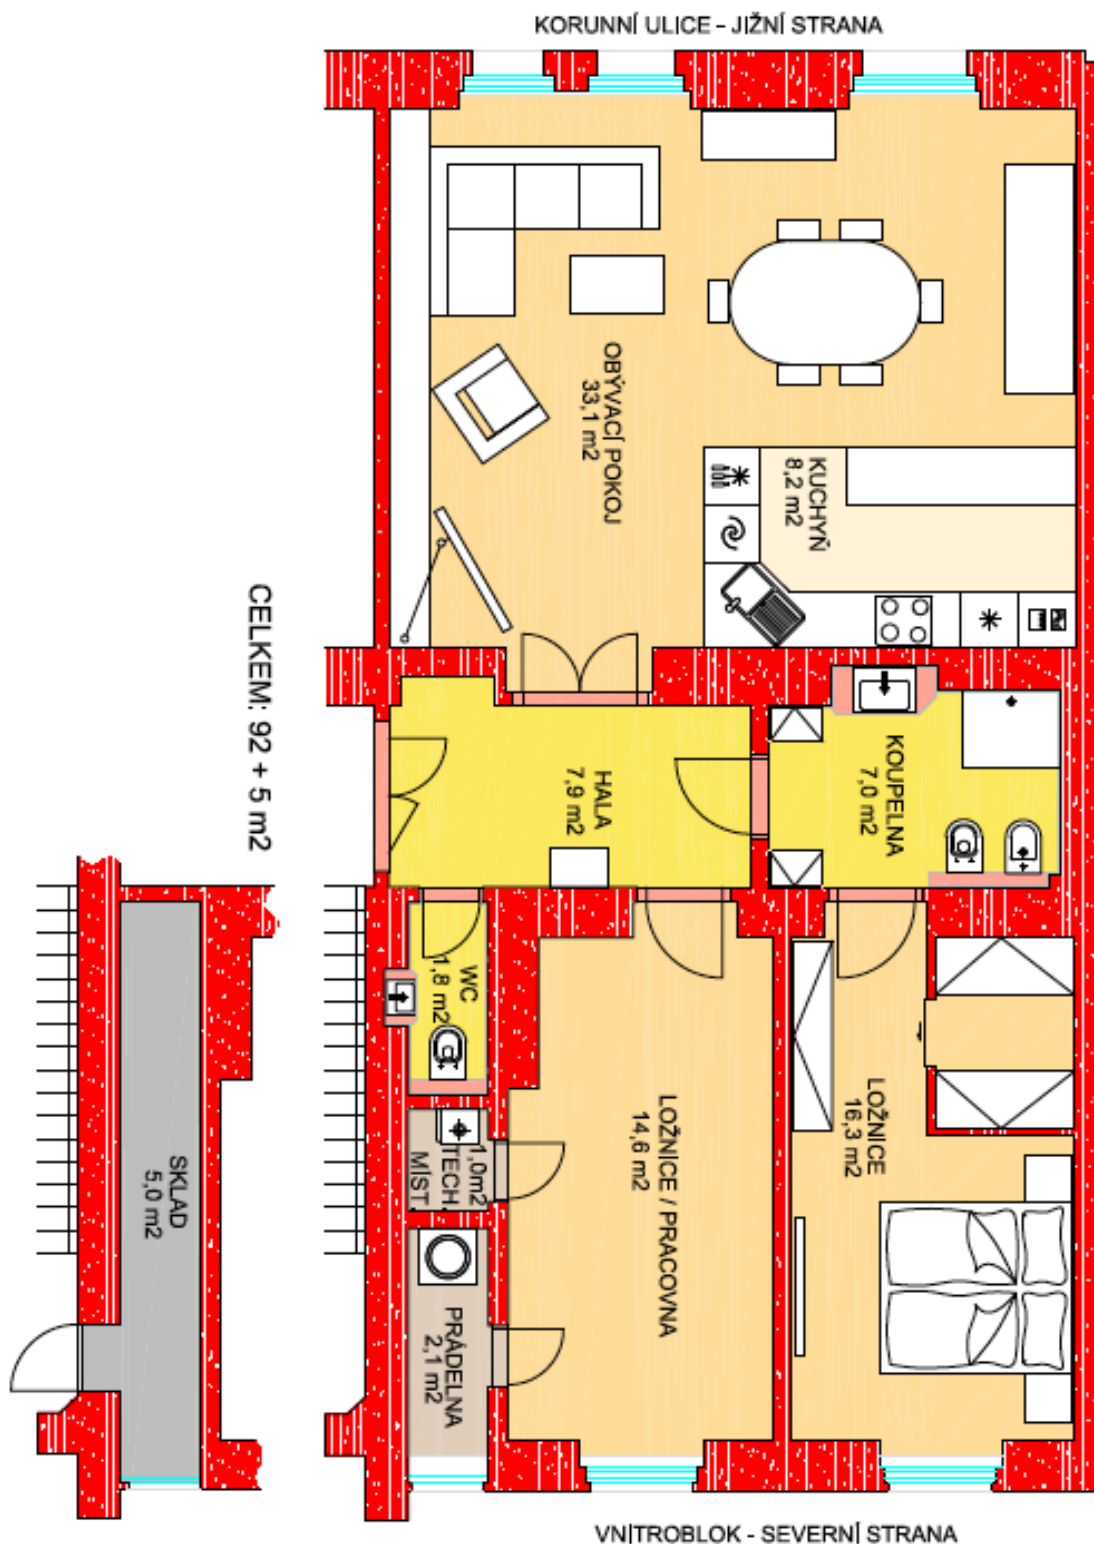 KORUNNÍ ULICE - JIŽNÍ STRANA
OBÝVACÍ POKOJ
33,1 m2
KUCHYŇ
8,2 m2
CELKEM: 92 + 5 m2
HALA
7,9 m2
KOUPELNA
7,0 m2
WC
1,8 m2
1,0m2
TECH.
MÍST
LOŽNICE / PRACOVNA
14,6 m2
LOŽNICE
16,3 m2
SKLAD
5,0 m2
PRÁDELNA
2,1 m2
VNITROBLOK - SEVERNÍ STRANA